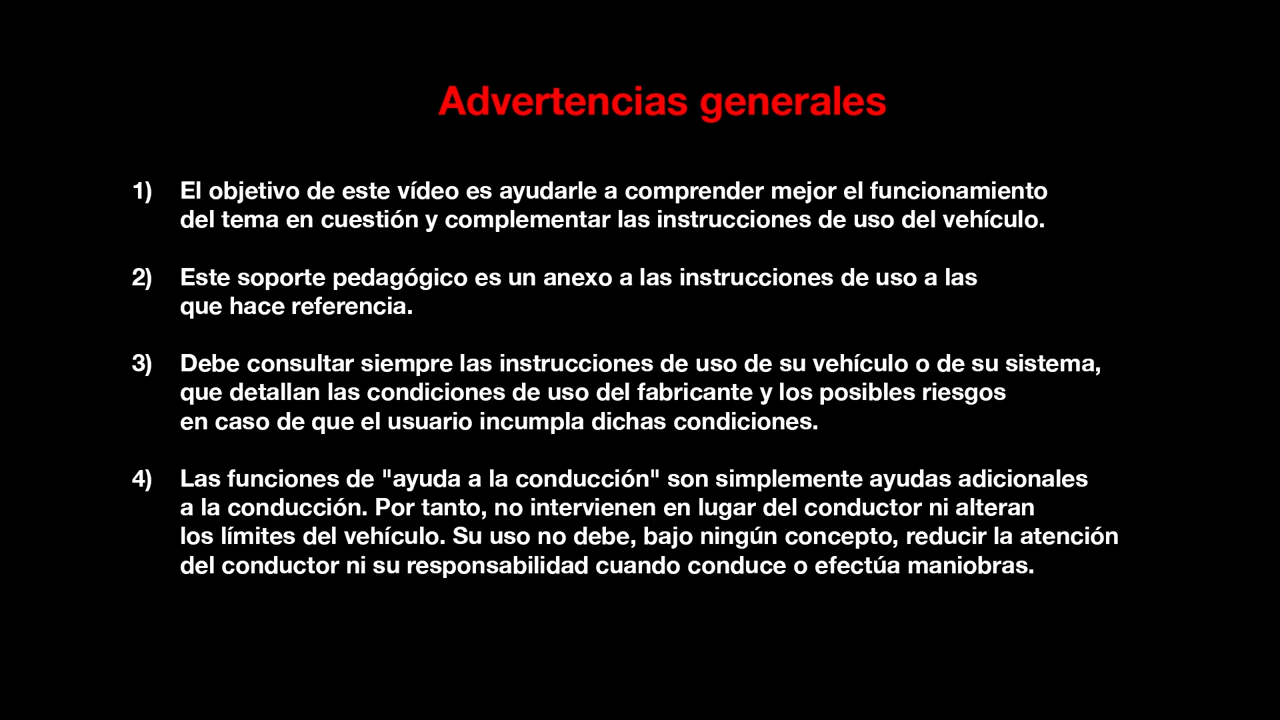 Advertencias generales
1) El objetivo de este vídeo es ayudarle a comprender mejor el funcionamiento
del tema en cuestión y complementar las instrucciones de uso del vehículo.
2) Este soporte pedagógico es un anexo a las instrucciones de uso a las
que hace referencia.
3) Debe consultar siempre las instrucciones de uso de su vehículo o de su sistema,
que detallan las condiciones de uso del fabricante y los posibles riesgos
en caso de que el usuario incumpla dichas condiciones.
4) Las funciones de "ayuda a la conducción" son simplemente ayudas adicionales
a la conducción. Por tanto, no intervienen en lugar del conductor ni alteran
los límites del vehículo. Su uso no debe, bajo ningún concepto, reducir la atención
del conductor ni su responsabilidad cuando conduce o efectúa maniobras.